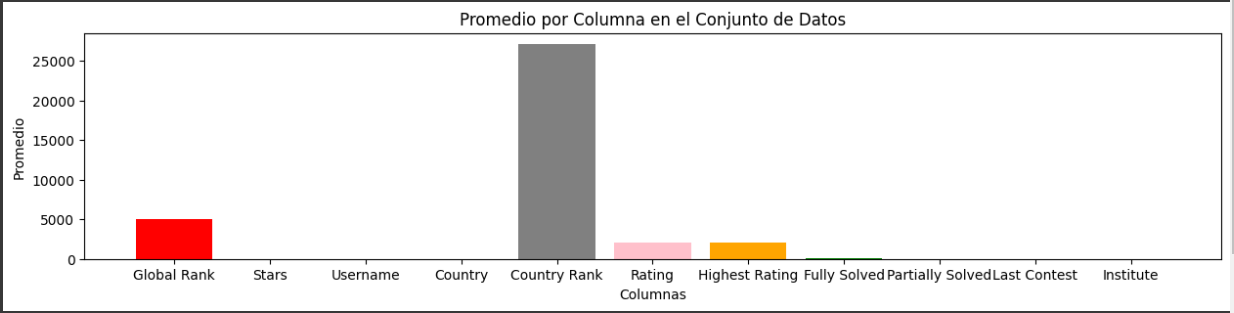 Promedio por Columna en el Conjunto de Datos
Promedio
25000
20000
15000
10000
5000
0
Global Rank Stars Username Country Country Rank Rating Highest Rating Fully Solved Partially Solved Last Contest Institute
Columnas